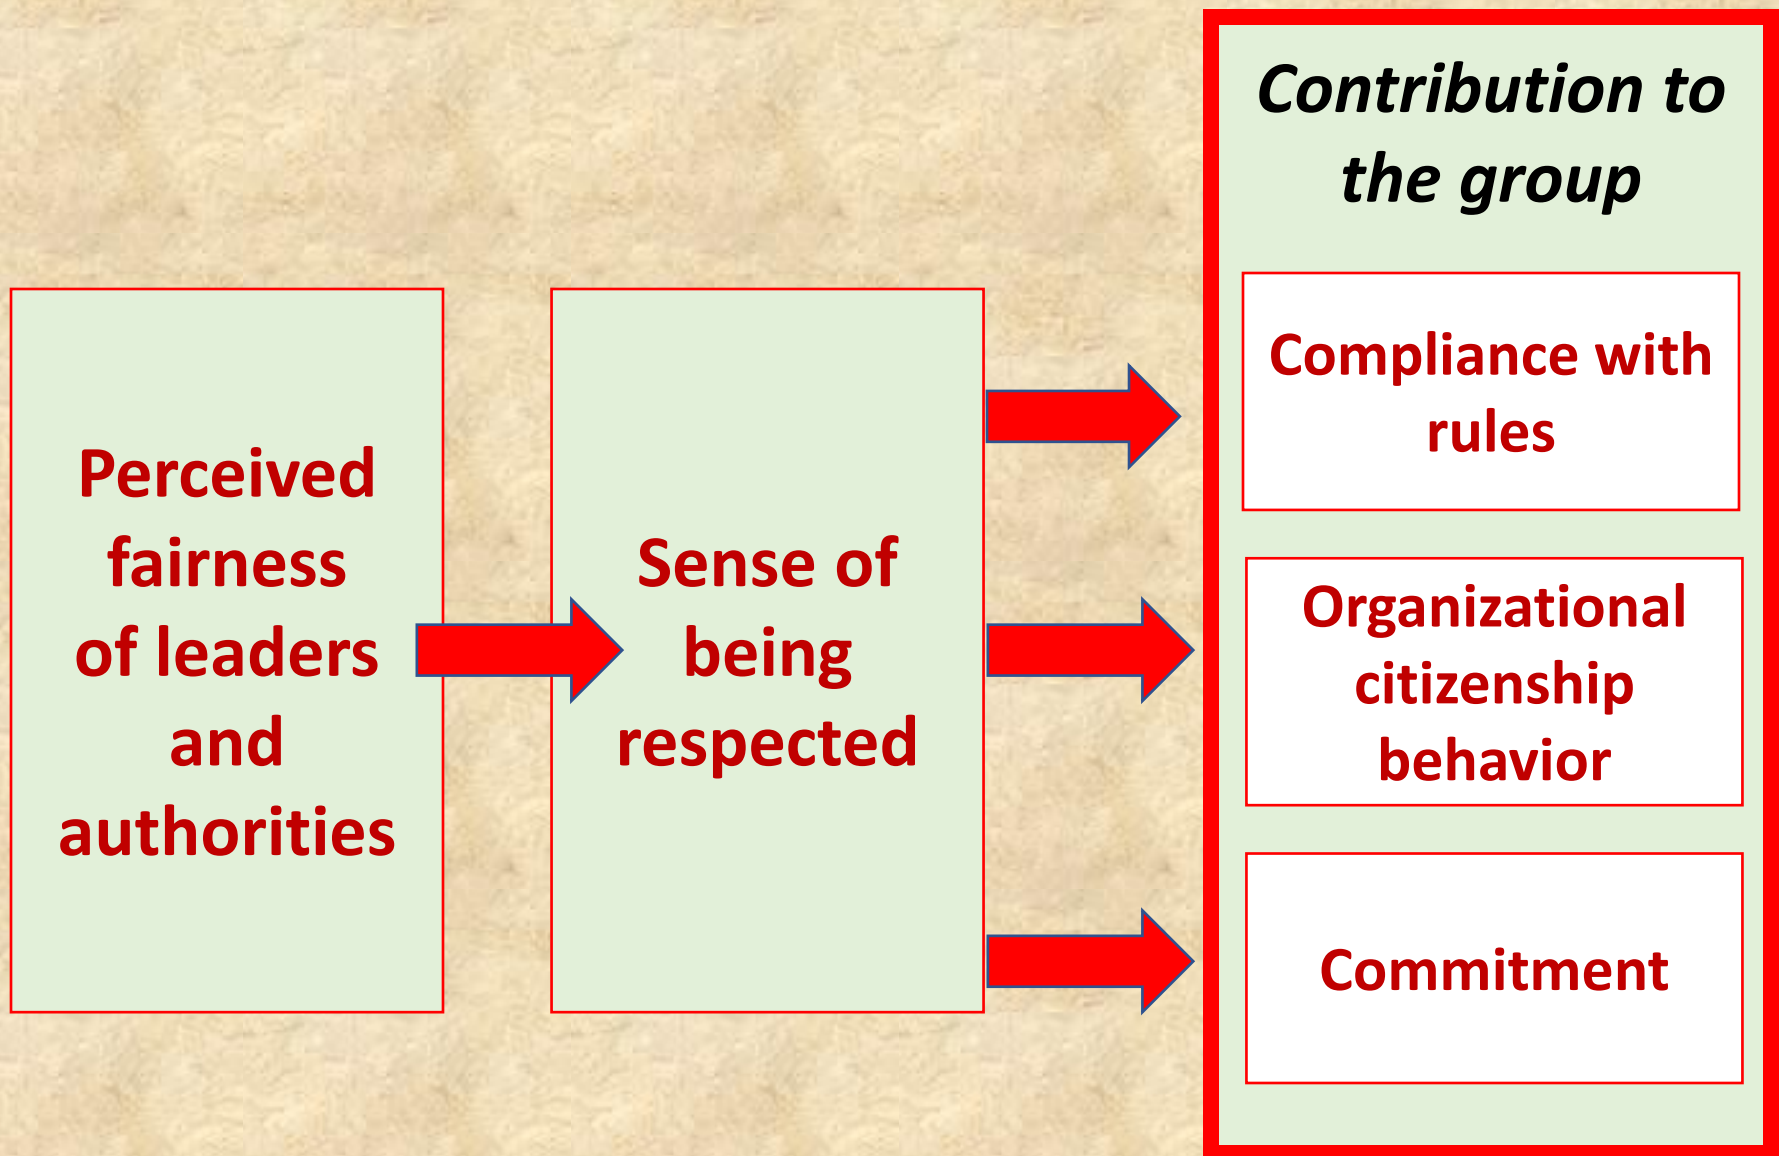 Contribution to
the group
Perceived
fairness
of leaders
and
authorities
Sense of
being
respected
Compliance with
rules
Organizational
citizenship
behavior
Commitment